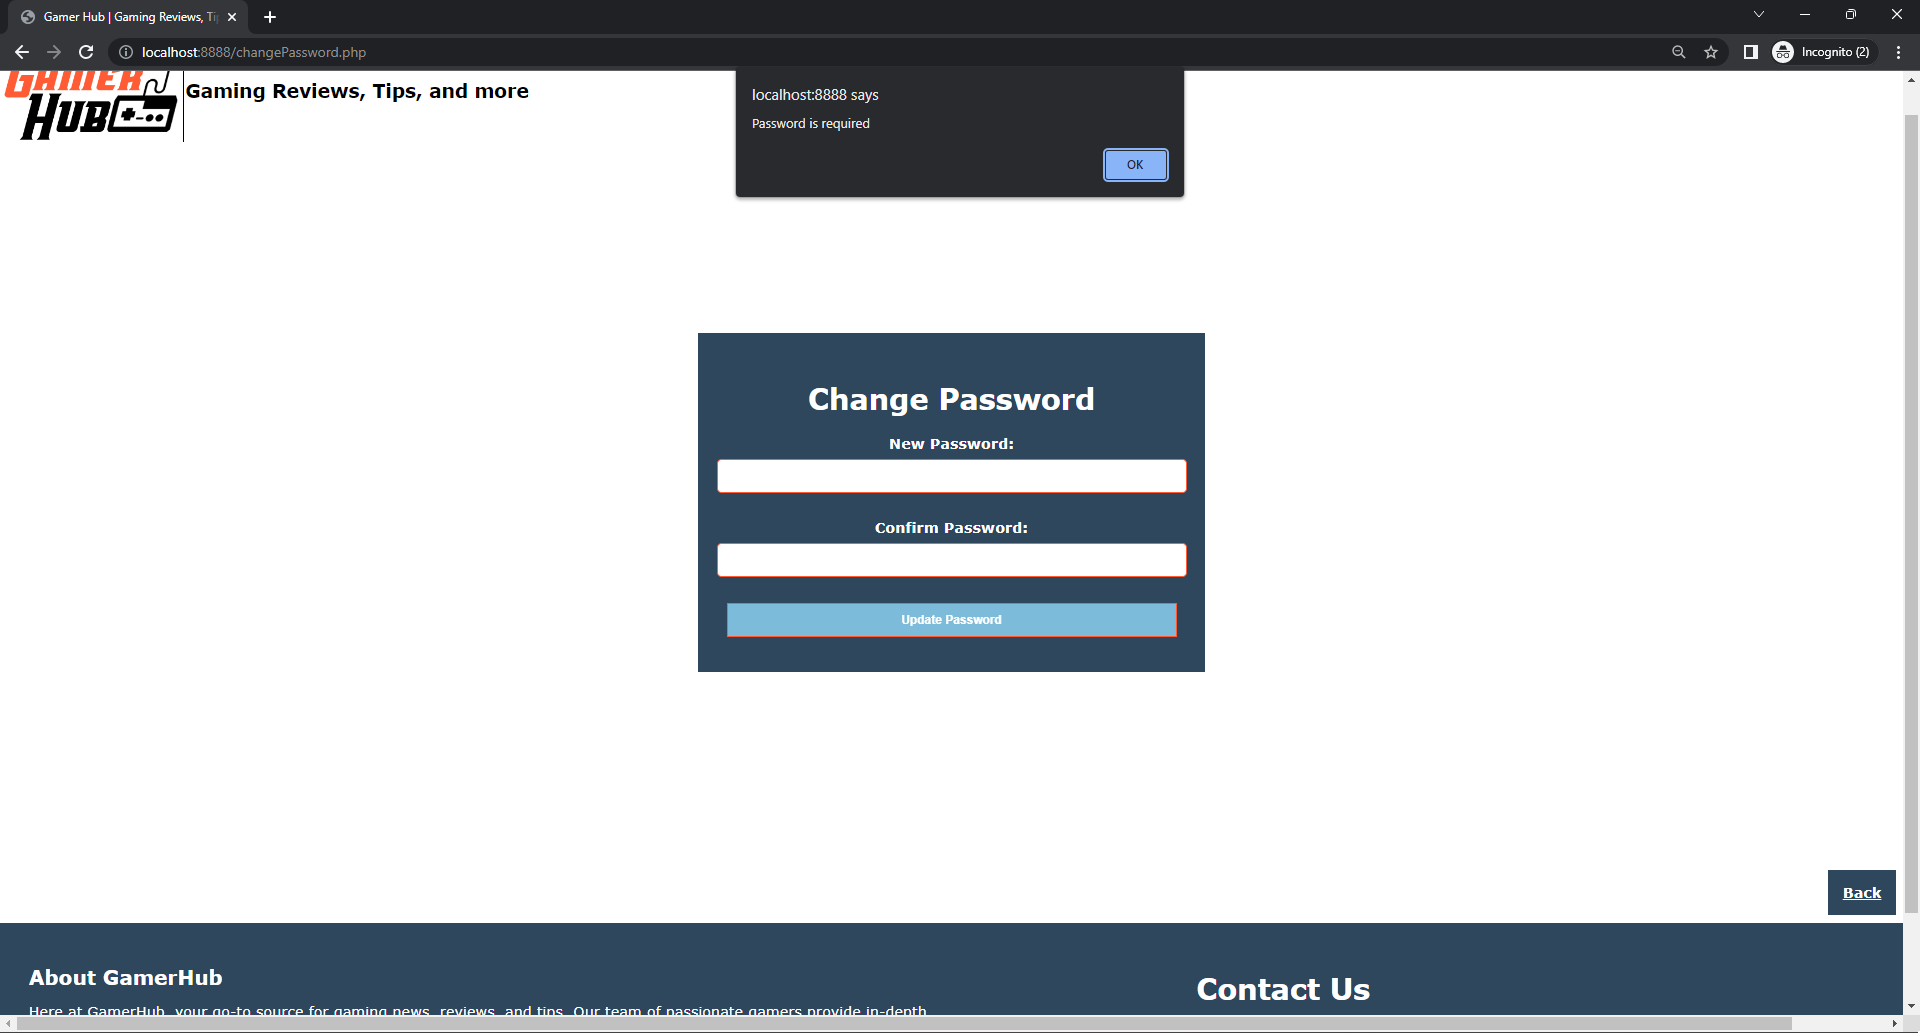 Gamer Hub | Gaming Reviews, Ti
localhost:8888/changePassword.php
Incognito (2)
GAMER
HUB
Gaming Reviews, Tips, and more
localhost:8888 says
Password is required
OK
Change Password
New Password:
Confirm Password:
Update Password
Back
About GamerHub
Here at GamerHub, your go-to source for gaming news, reviews, and tips. Our team of passionate gamers provide in-depth
Contact Us